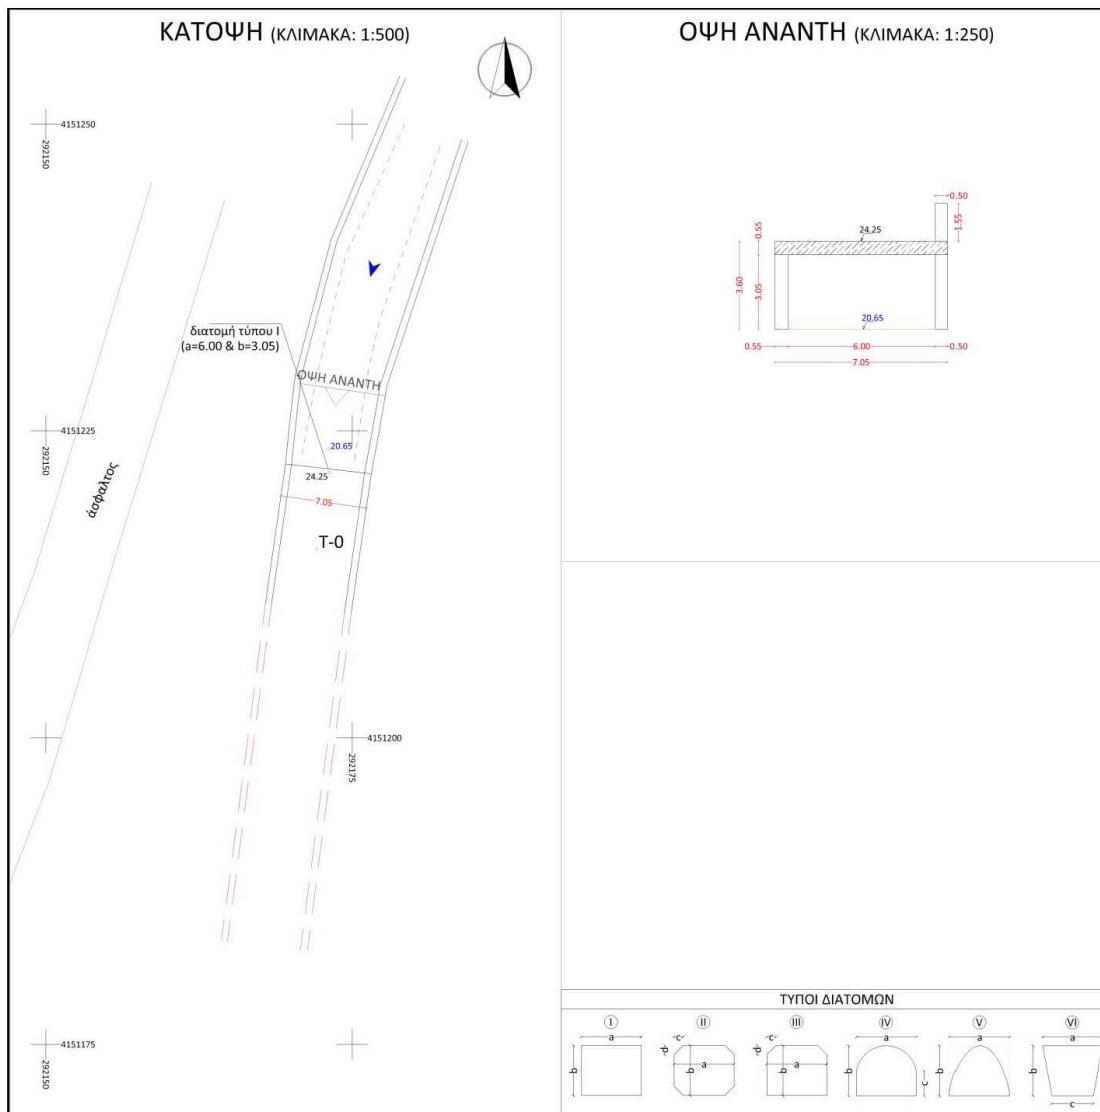 ΚΑΤΟΨΗ (ΚΛΙΜΑΚΑ: 1:500)
4151250
292150
διατομή τύπου Ι
(a=6.00 & b=3.05)
ΟΨΗ ΑΝΑΝΤΗ
4151225
292150
20.65
24.25
7.05
άσφαλτος
T-0
4151200
292175
4151175
292150
ΟΨΗ ΑΝΑΝΤΗ (ΚΛΙΜΑΚΑ: 1:250)
0.50
1.55
24.25
0.55
3.60
3.05
20.65
0.55
6.00
0.50
7.05
ΤΥΠΟΙ ΔΙΑΤΟΜΩΝ
I II III IV V VI
a
b
c
d
b
a
c
d
b
a
a
b
c
a
b
a
b
c